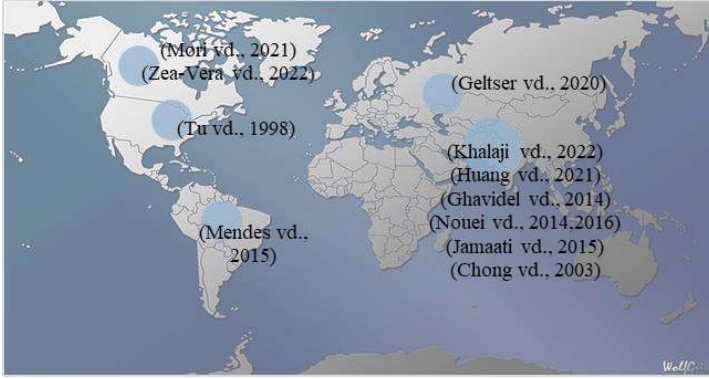 (Mori vd., 2021)
(Zea-Vera vd., 2022)
(Tu vd., 1998)
(Mendes vd.,
2015)
(Geltser vd., 2020)
(Khalaji vd., 2022)
(Huang vd., 2021)
(Ghavidel vd., 2014)
(Nouei vd., 2014,2016)
(Jamaati vd., 2015)
(Chong vd., 2003)